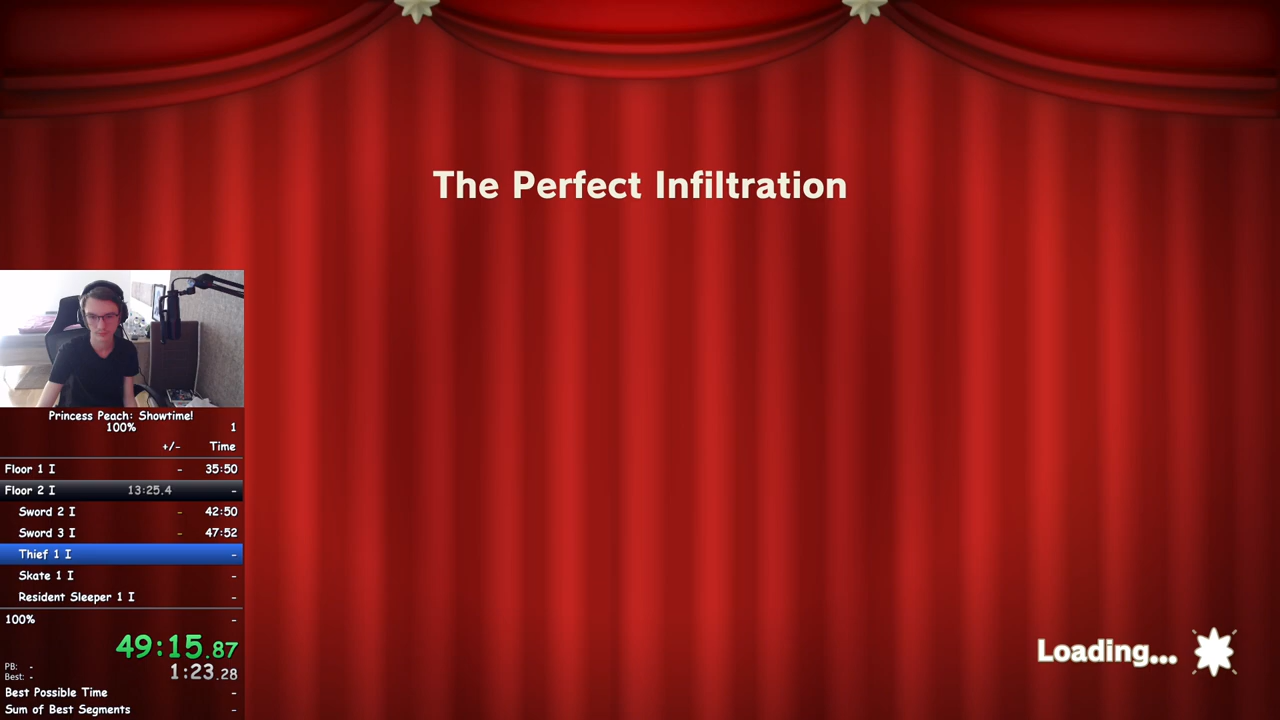 The Perfect Infiltration
Princess Peach: Showtime!
100% 1
+/- Time
Floor 1 I - 35:50
Floor 2 I 13:25.4 -
Sword 2 I - 42:50
Sword 3 I - 47:52
Thief 1 I -
Skate 1 I -
Resident Sleeper 1 I -
100% -
49:15.87
PB: -
Best: - 1:23.28
Best Possible Time -
Sum of Best Segments -
Loading...